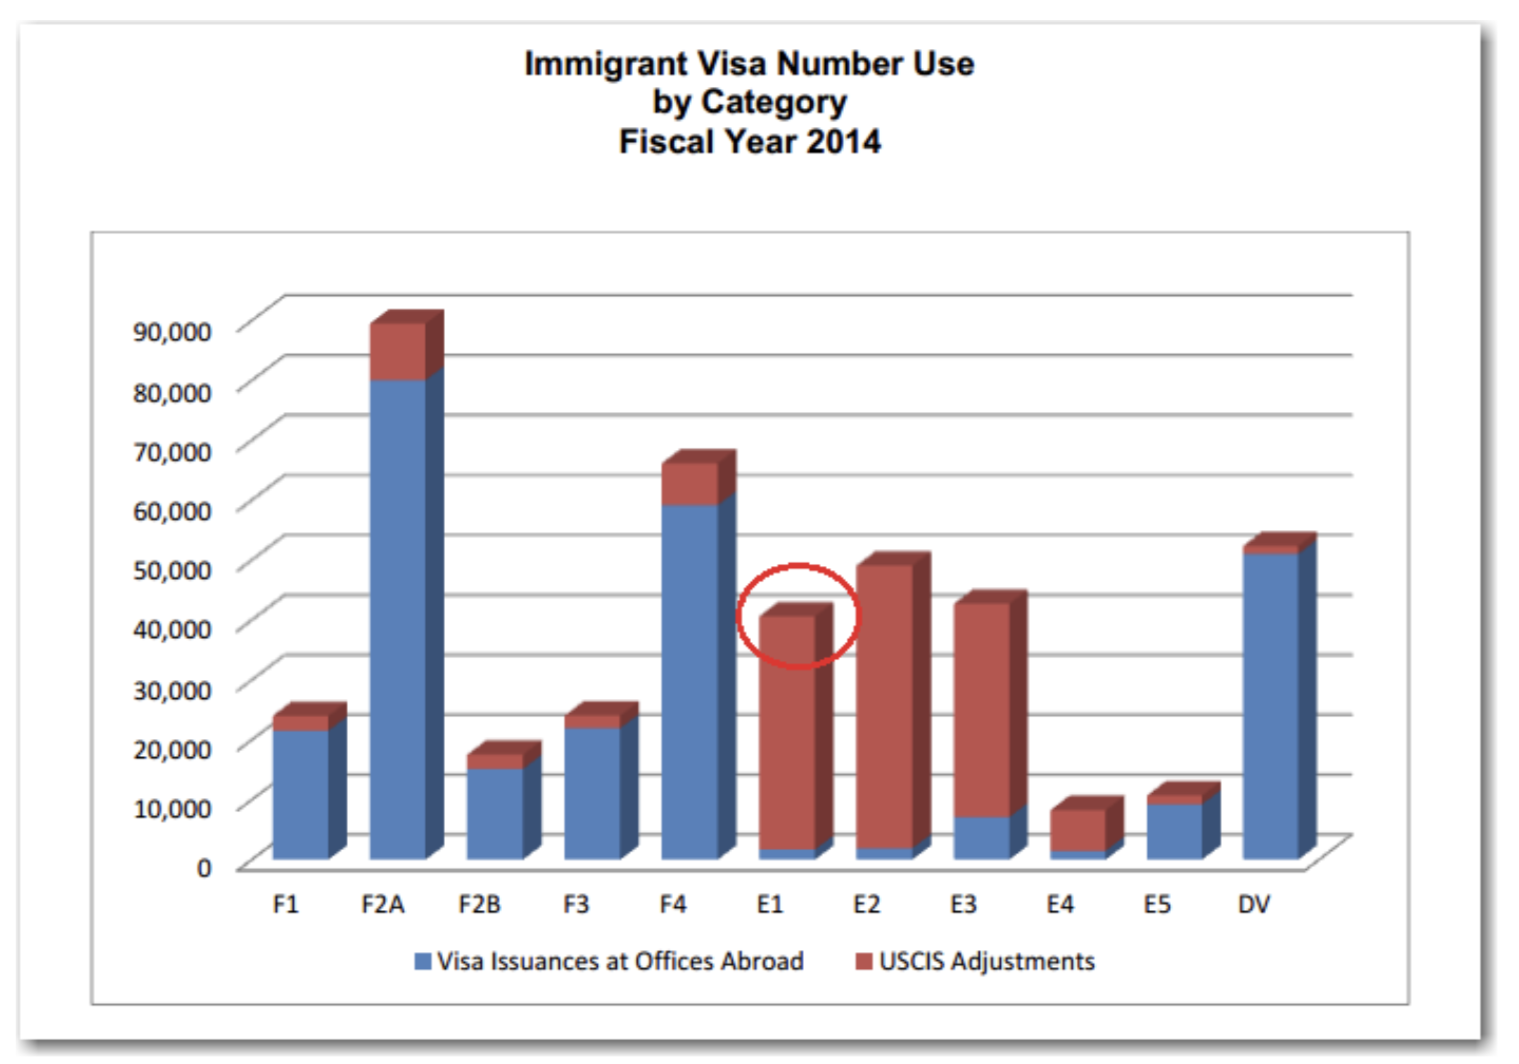 Immigrant Visa Number Use
by Category
Fiscal Year 2014
90,000
80,000
70,000
60,000
50,000
40,000
30,000
20,000
10,000
0
F1 F2A F2B F3 F4 E1 E2 E3 E4 E5 DV
Visa Issuances at Offices Abroad USCIS Adjustments